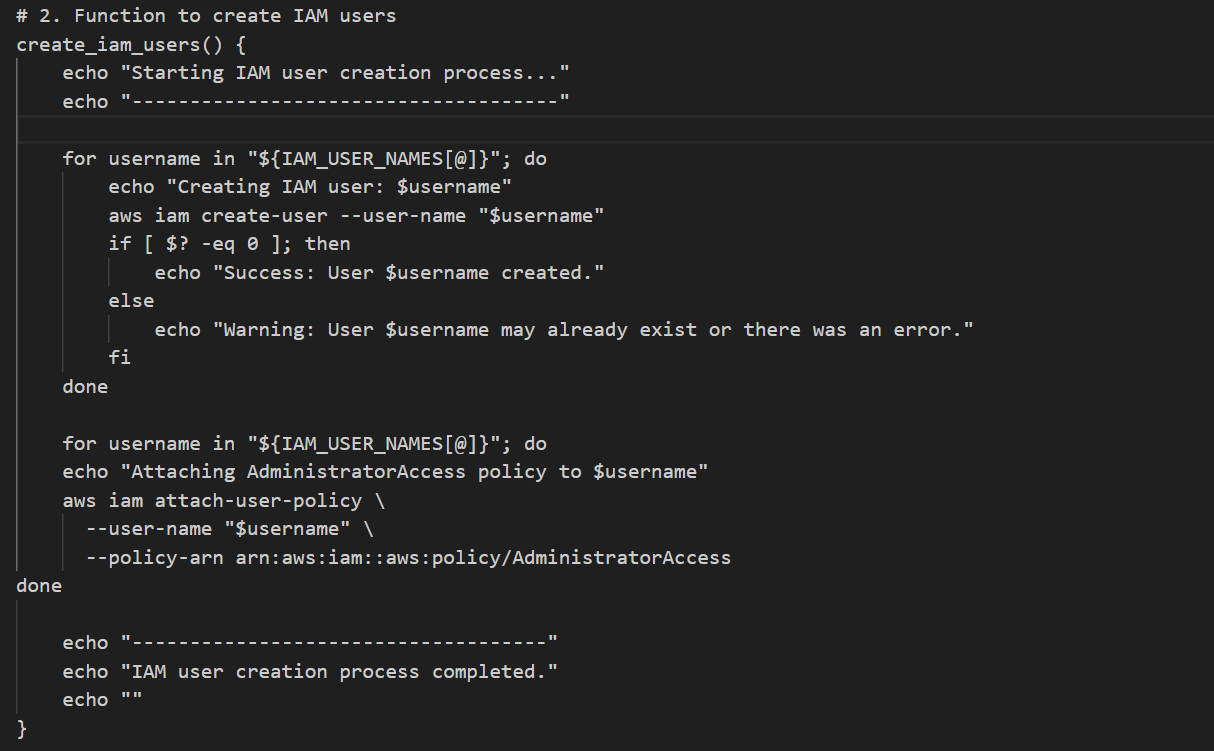 # 2. Function to create IAM users
create_iam_users() {
    echo "Starting IAM user creation process..."
    echo "-------------------------------------"

    for username in "${IAM_USER_NAMES[@]}"; do
        echo "Creating IAM user: $username"
        aws iam create-user --user-name "$username"
        if [ $? -eq 0 ]; then
            echo "Success: User $username created."
        else
            echo "Warning: User $username may already exist or there was an error."
        fi
    done

    for username in "${IAM_USER_NAMES[@]}"; do
    echo "Attaching AdministratorAccess policy to $username"
    aws iam attach-user-policy \
      --user-name "$username" \
      --policy-arn arn:aws:iam::aws:policy/AdministratorAccess
done

    echo "------------------------------------"
    echo "IAM user creation process completed."
    echo ""
}